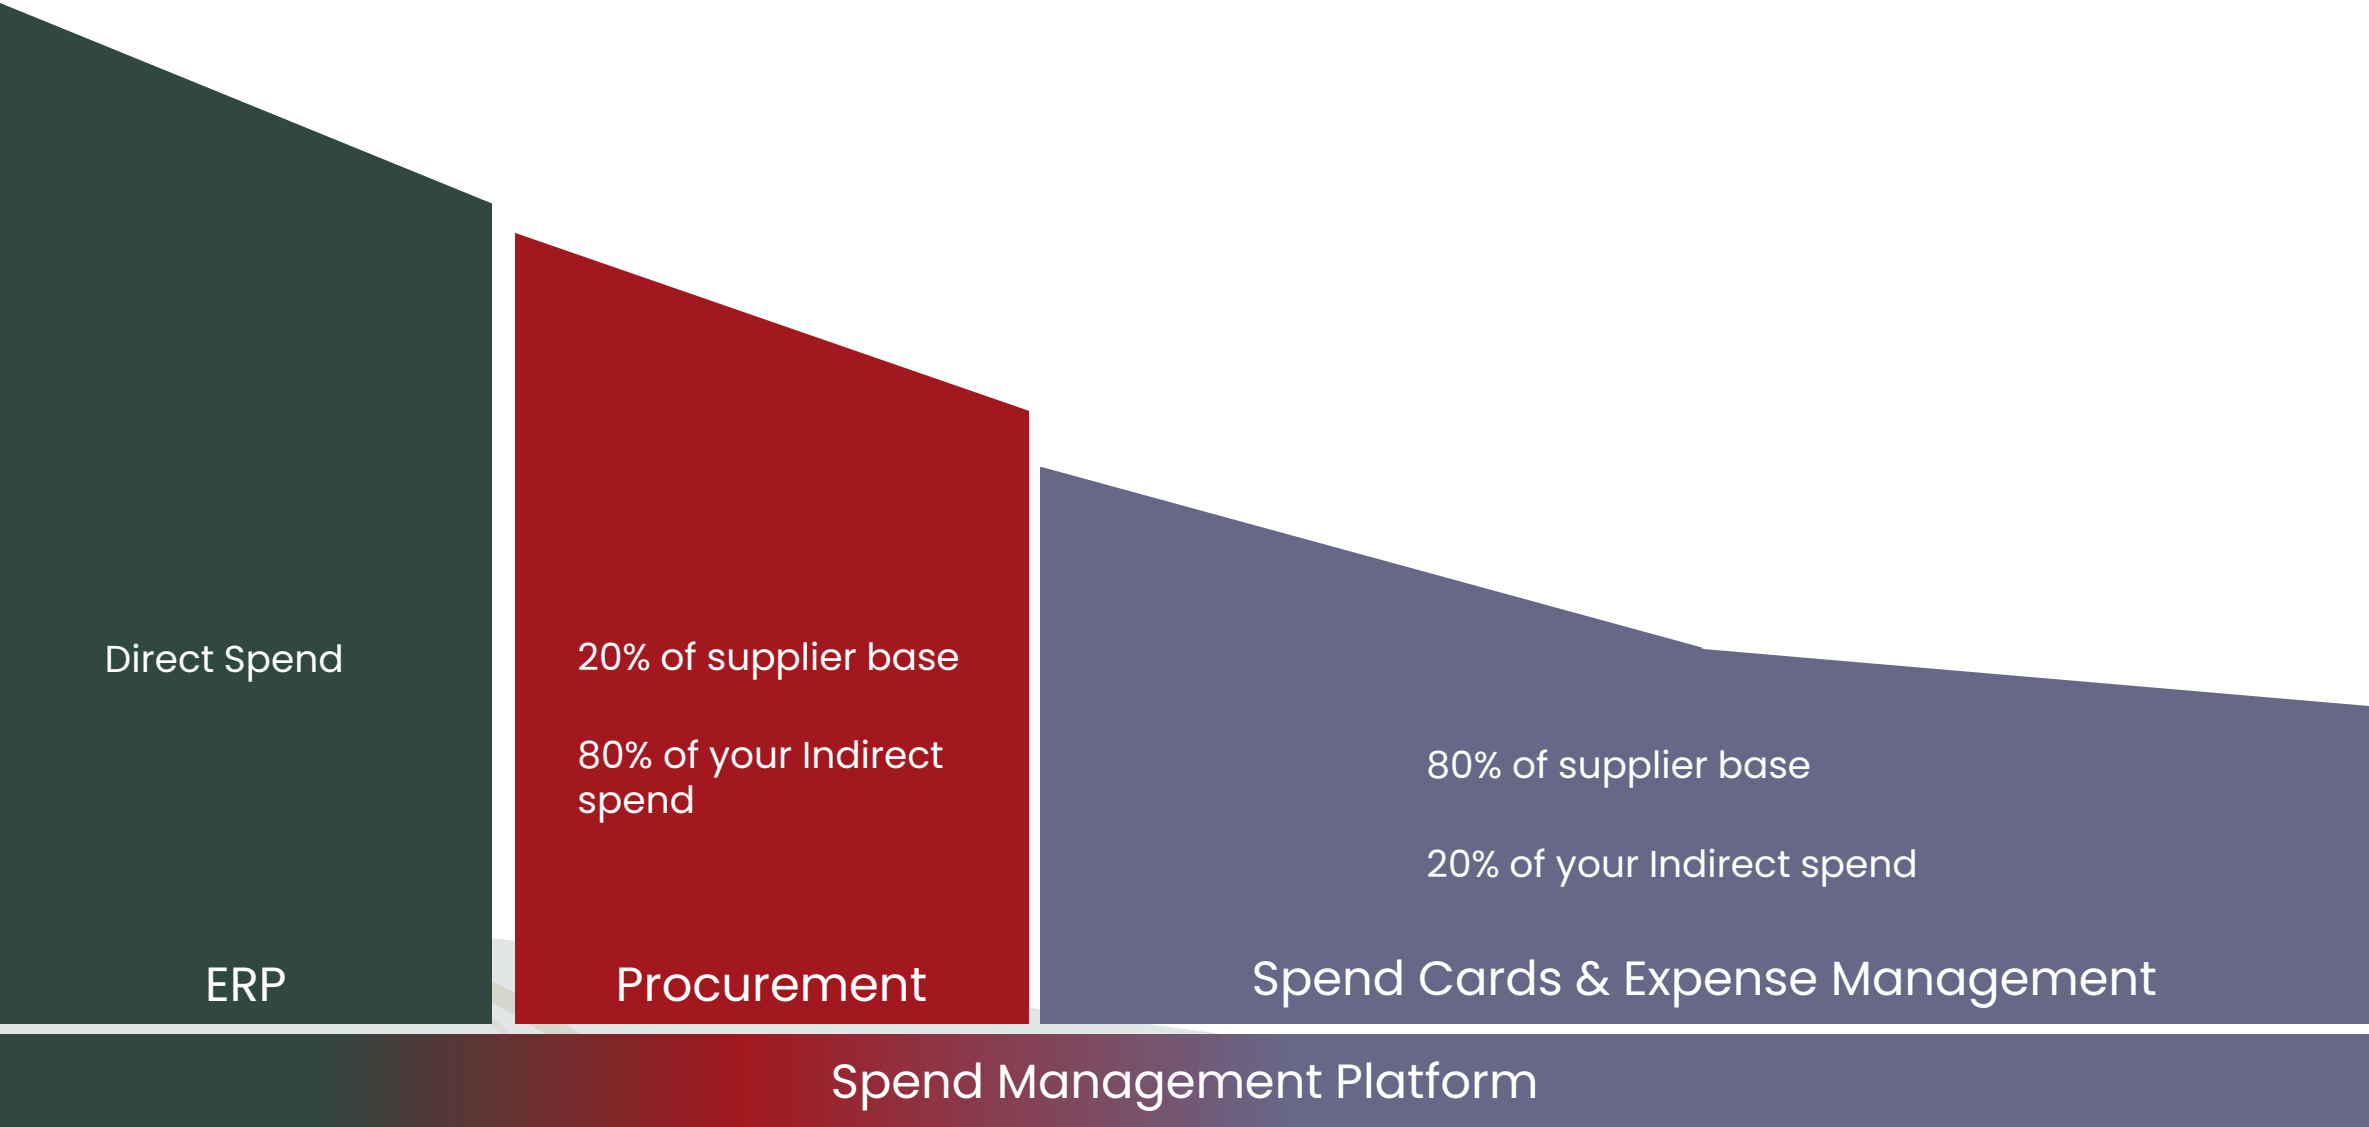 Direct Spend
ERP
20% of supplier base
80% of your Indirect
spend
Procurement
80% of supplier base
20% of your Indirect spend
Spend Cards & Expense Management
Spend Management Platform